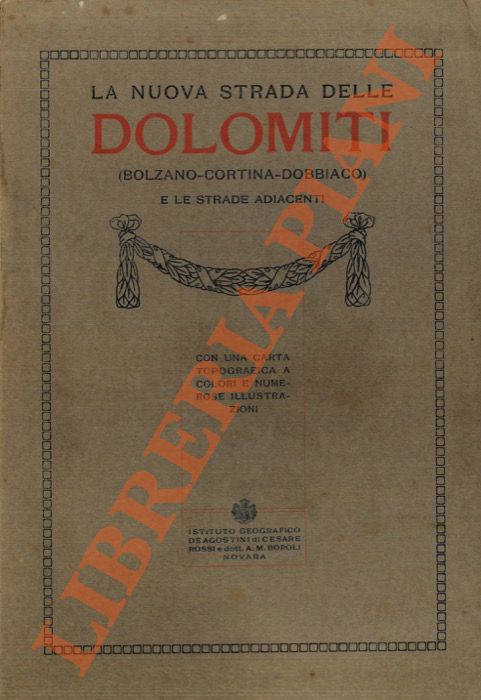 LA NUOVA STRADA DELLE
DOLOMITI
(BOLZANO-CORTINA-DOBBIACO)
E LE STRADE ADIACENTI
CON UNA CARTA
TOPOGRAFICA A
COLORI E NUME-
ROSE ILLUSTRA-
ZIONI
ISTITUTO GEOGRAFICO
DE AGOSTINI di CESARE
ROSSI e dott. A. M. BOROLI
NOVARA
LIBRERIA PIANI